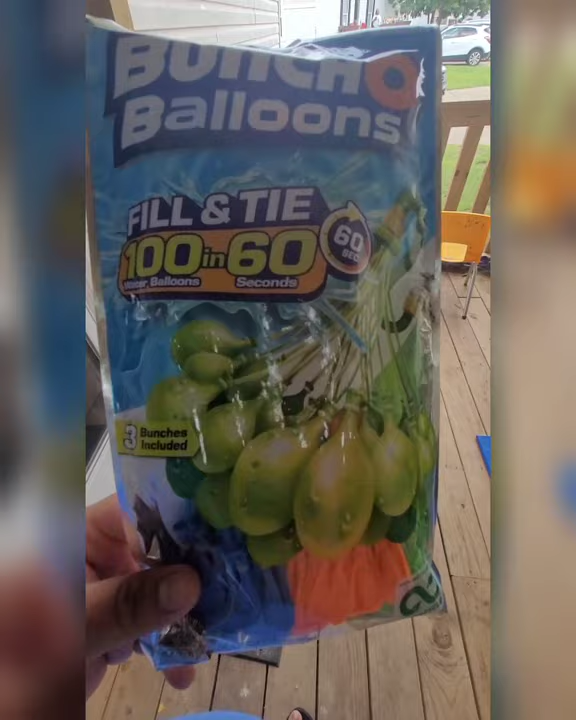 BUNCH O
Balloons
FILL & TIE
100 in 60
Water Balloons Seconds
60
SEC
3 Bunches
Included